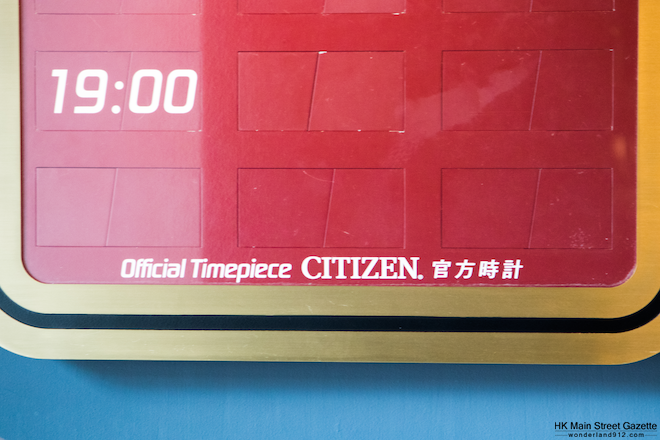 19:00
Official Timepiece CITIZEN. 官方時計
HK Main Street Gazette
wonderland912.com